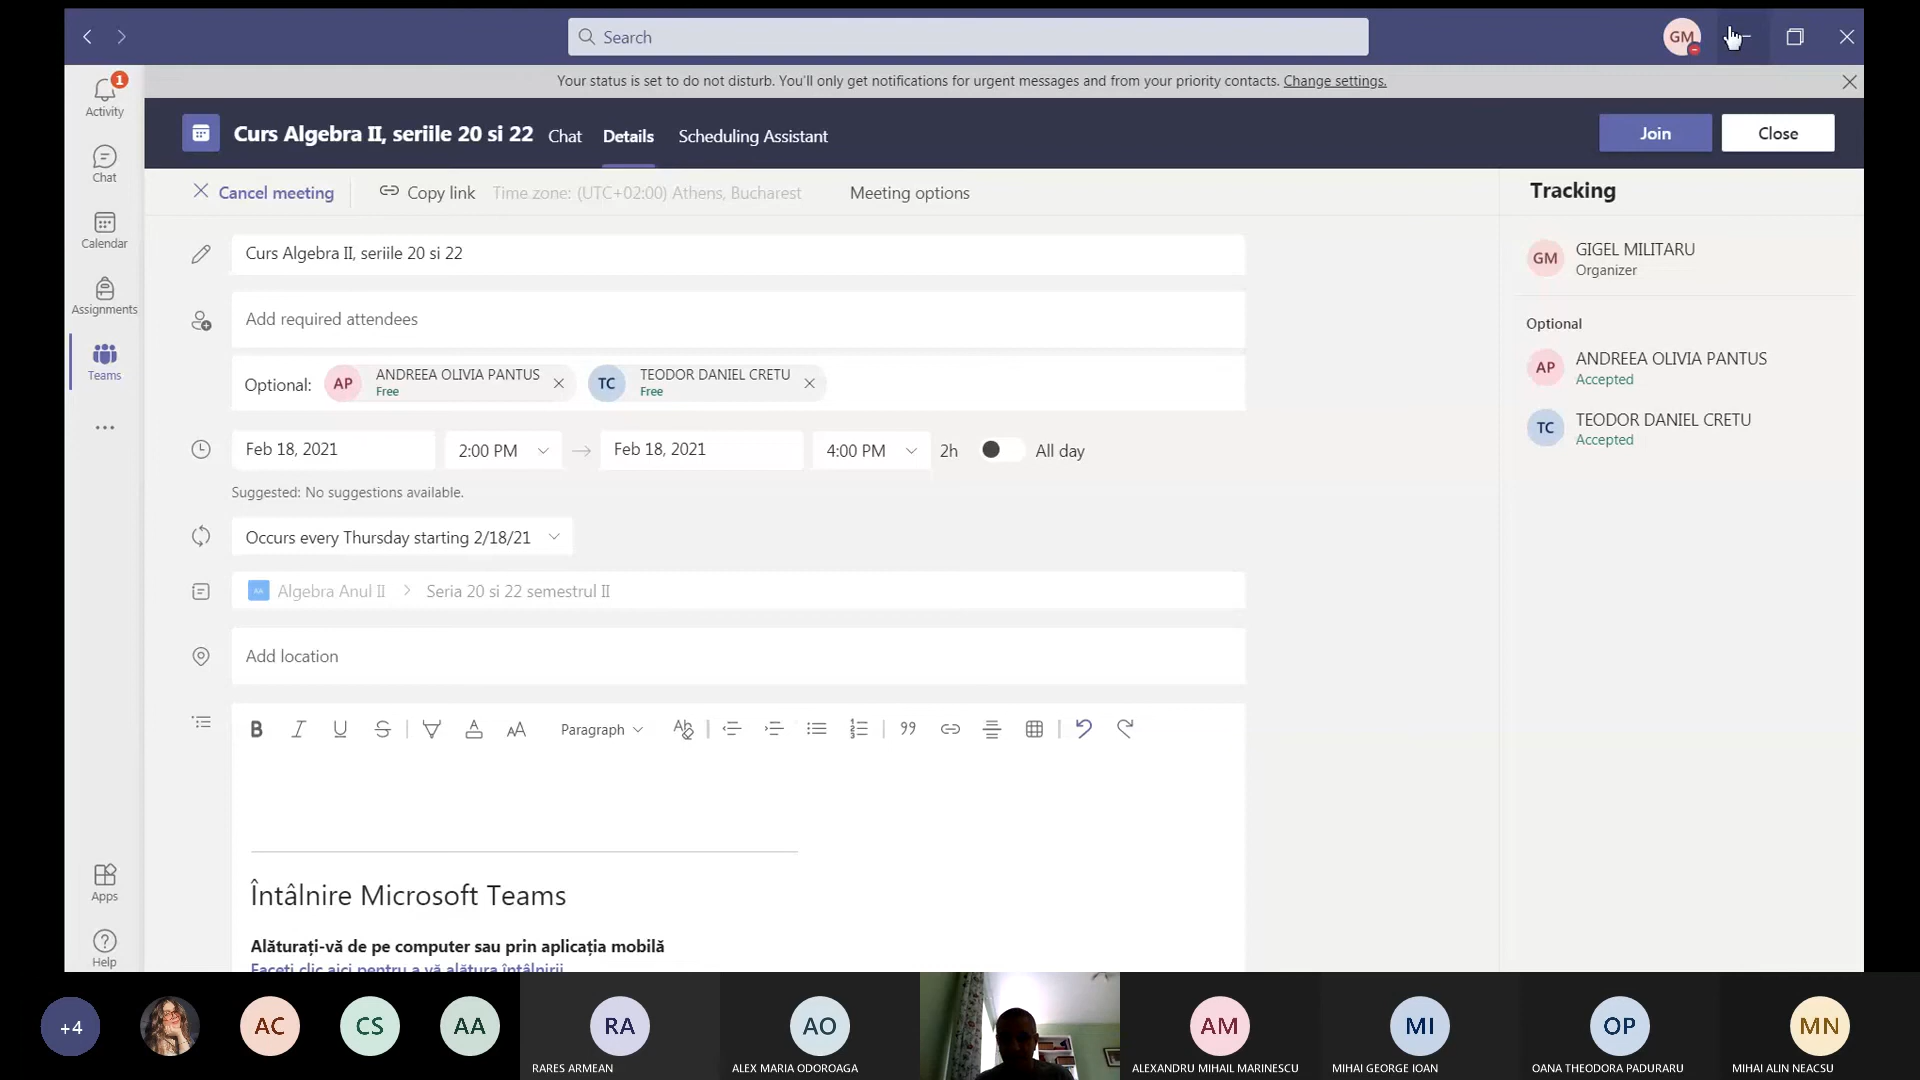 Search
GM
Your status is set to do not disturb. You'll only get notifications for urgent messages and from your priority contacts. Change settings.
1
Activity
Chat
Calendar
Assignments
Teams
Apps
Help
Curs Algebra II, seriile 20 si 22
Chat
Details
Scheduling Assistant
Join
Close
Cancel meeting
Copy link
Time zone: (UTC+02:00) Athens, Bucharest
Meeting options
Curs Algebra II, seriile 20 si 22
Add required attendees
Optional:
AP
ANDREEA OLIVIA PANTUS
Free
TC
TEODOR DANIEL CRETU
Free
Feb 18, 2021
2:00 PM
Feb 18, 2021
4:00 PM
2h
All day
Suggested: No suggestions available.
Occurs every Thursday starting 2/18/21
AA
Algebra Anul II > Seria 20 si 22 semestrul II
Add location
Paragraph
Întâlnire Microsoft Teams
Alăturați-vă de pe computer sau prin aplicația mobilă
Faceți clic aici pentru a vă alătura întâlnirii
Tracking
GM
GIGEL MILITARU
Organizer
Optional
AP
ANDREEA OLIVIA PANTUS
Accepted
TC
TEODOR DANIEL CRETU
Accepted
+4
AC
CS
AA
RA
RARES ARMEAN
AO
ALEX MARIA ODOROAGA
AM
ALEXANDRU MIHAIL MARINESCU
MI
MIHAI GEORGE IOAN
OP
OANA THEODORA PADURARU
MN
MIHAI ALIN NEACSU